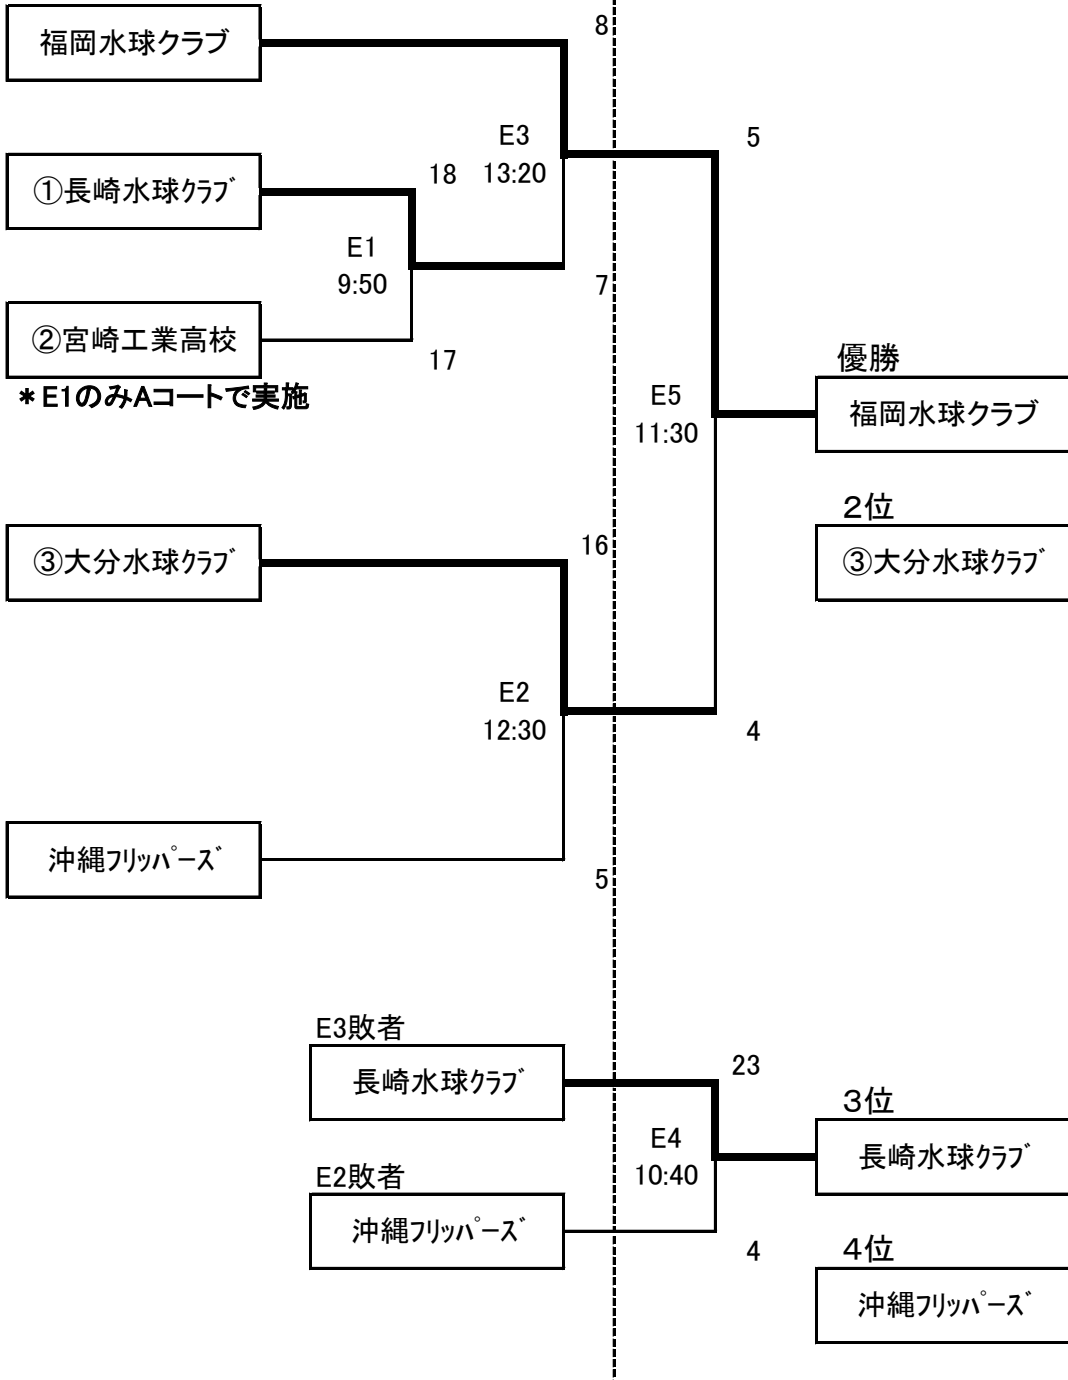 福岡水球クラブ
8
E3
13:20
5
①長崎水球ｸﾗﾌﾞ
18
E1
9:50
7
②宮崎工業高校
17
＊E1のみAコートで実施
E5
11:30
優勝
福岡水球クラブ
２位
③大分水球ｸﾗﾌﾞ
③大分水球ｸﾗﾌﾞ
16
E2
12:30
4
沖縄ﾌﾘｯﾊﾟｰｽﾞ
5
E3敗者
長崎水球ｸﾗﾌﾞ
23
E4
10:40
３位
長崎水球ｸﾗﾌﾞ
E2敗者
沖縄ﾌﾘｯﾊﾟｰｽﾞ
4
４位
沖縄ﾌﾘｯﾊﾟｰｽﾞ